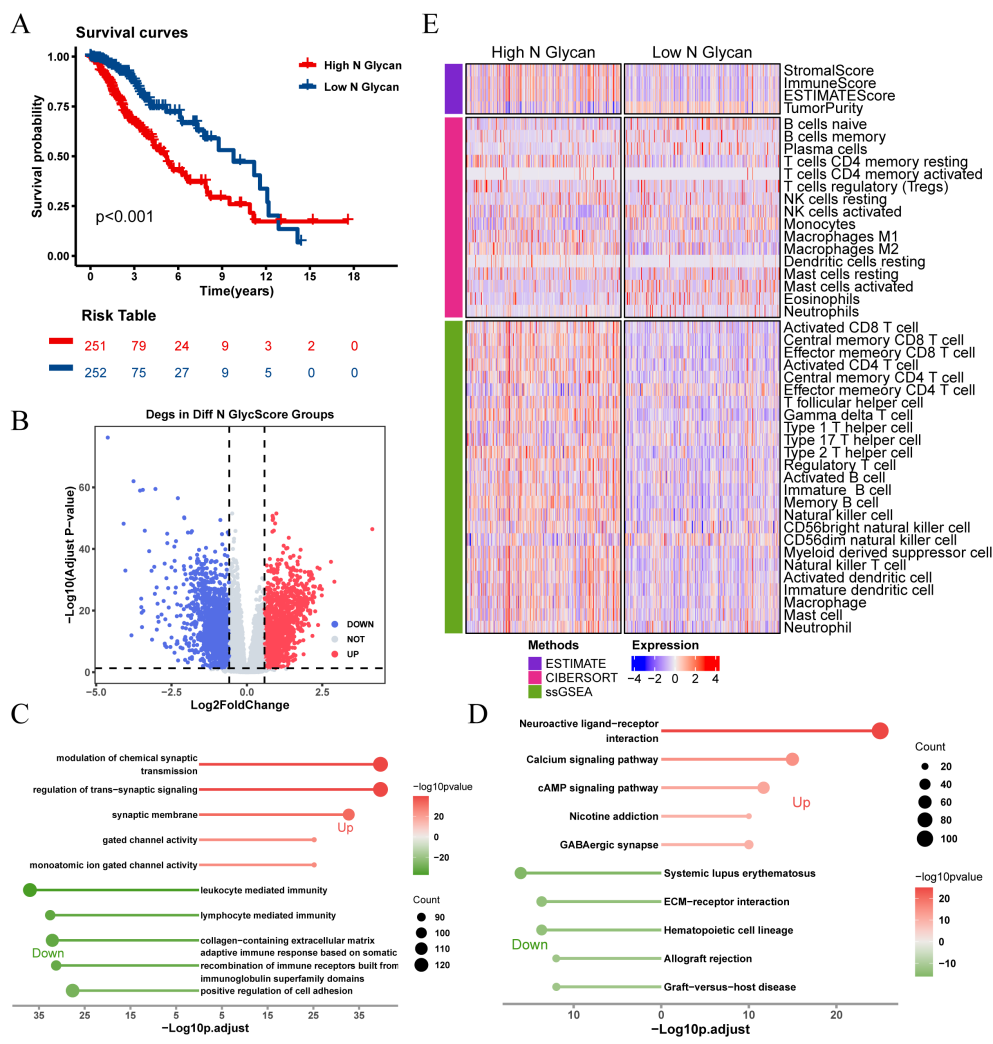 A
Survival curves
Survival probability
1.00
0.75
0.50
0.25
0.00
High N Glycan
Low N Glycan
p<0.001
0 3 6 9 12 15 18
Time(years)
Risk Table
251 79 24 9 3 2 0
252 75 27 9 5 0 0
B
Degs in Diff N GlycScore Groups
−Log10(Adjust P−value)
60
40
20
0
DOWN
NOT
UP
−5.0 −2.5 0.0 2.5
Log2FoldChange
E
High N Glycan Low N Glycan
StromalScore
ImmuneScore
ESTIMATEScore
TumorPurity
B cells naive
B cells memory
Plasma cells
T cells CD4 memory resting
T cells CD4 memory activated
T cells regulatory (Tregs)
NK cells resting
NK cells activated
Monocytes
Macrophages M1
Macrophages M2
Dendritic cells resting
Mast cells resting
Mast cells activated
Eosinophils
Neutrophils
Activated CD8 T cell
Central memory CD8 T cell
Effector memeory CD8 T cell
Activated CD4 T cell
Central memory CD4 T cell
Effector memeory CD4 T cell
T follicular helper cell
Gamma delta T cell
Type 1 T helper cell
Type 17 T helper cell
Type 2 T helper cell
Regulatory T cell
Activated B cell
Immature  B cell
Memory B cell
Natural killer cell
CD56bright natural killer cell
CD56dim natural killer cell
Myeloid derived suppressor cell
Natural killer T cell
Activated dendritic cell
Immature dendritic cell
Macrophage
Mast cell
Neutrophil
Methods
ESTIMATE
CIBERSORT
ssGSEA
Expression
−4 −2 0 2 4
C
modulation of chemical synaptic
transmission
regulation of trans−synaptic signaling
synaptic membrane
Up
gated channel activity
monoatomic ion gated channel activity
leukocyte mediated immunity
lymphocyte mediated immunity
collagen−containing extracellular matrix
Down
adaptive immune response based on somatic
recombination of immune receptors built from
immunoglobulin superfamily domains
positive regulation of cell adhesion
35 25 15 5 5 15 25 35
−Log10p.adjust
−log10pvalue
20
0
−20
Count
90
100
110
120
D
Neuroactive ligand−receptor
interaction
Calcium signaling pathway
cAMP signaling pathway
Up
Nicotine addiction
GABAergic synapse
Systemic lupus erythematosus
ECM−receptor interaction
Hematopoietic cell lineage
Down
Allograft rejection
Graft−versus−host disease
10 0 10 20
−Log10p.adjust
Count
20
40
60
80
100
−log10pvalue
20
10
0
−10